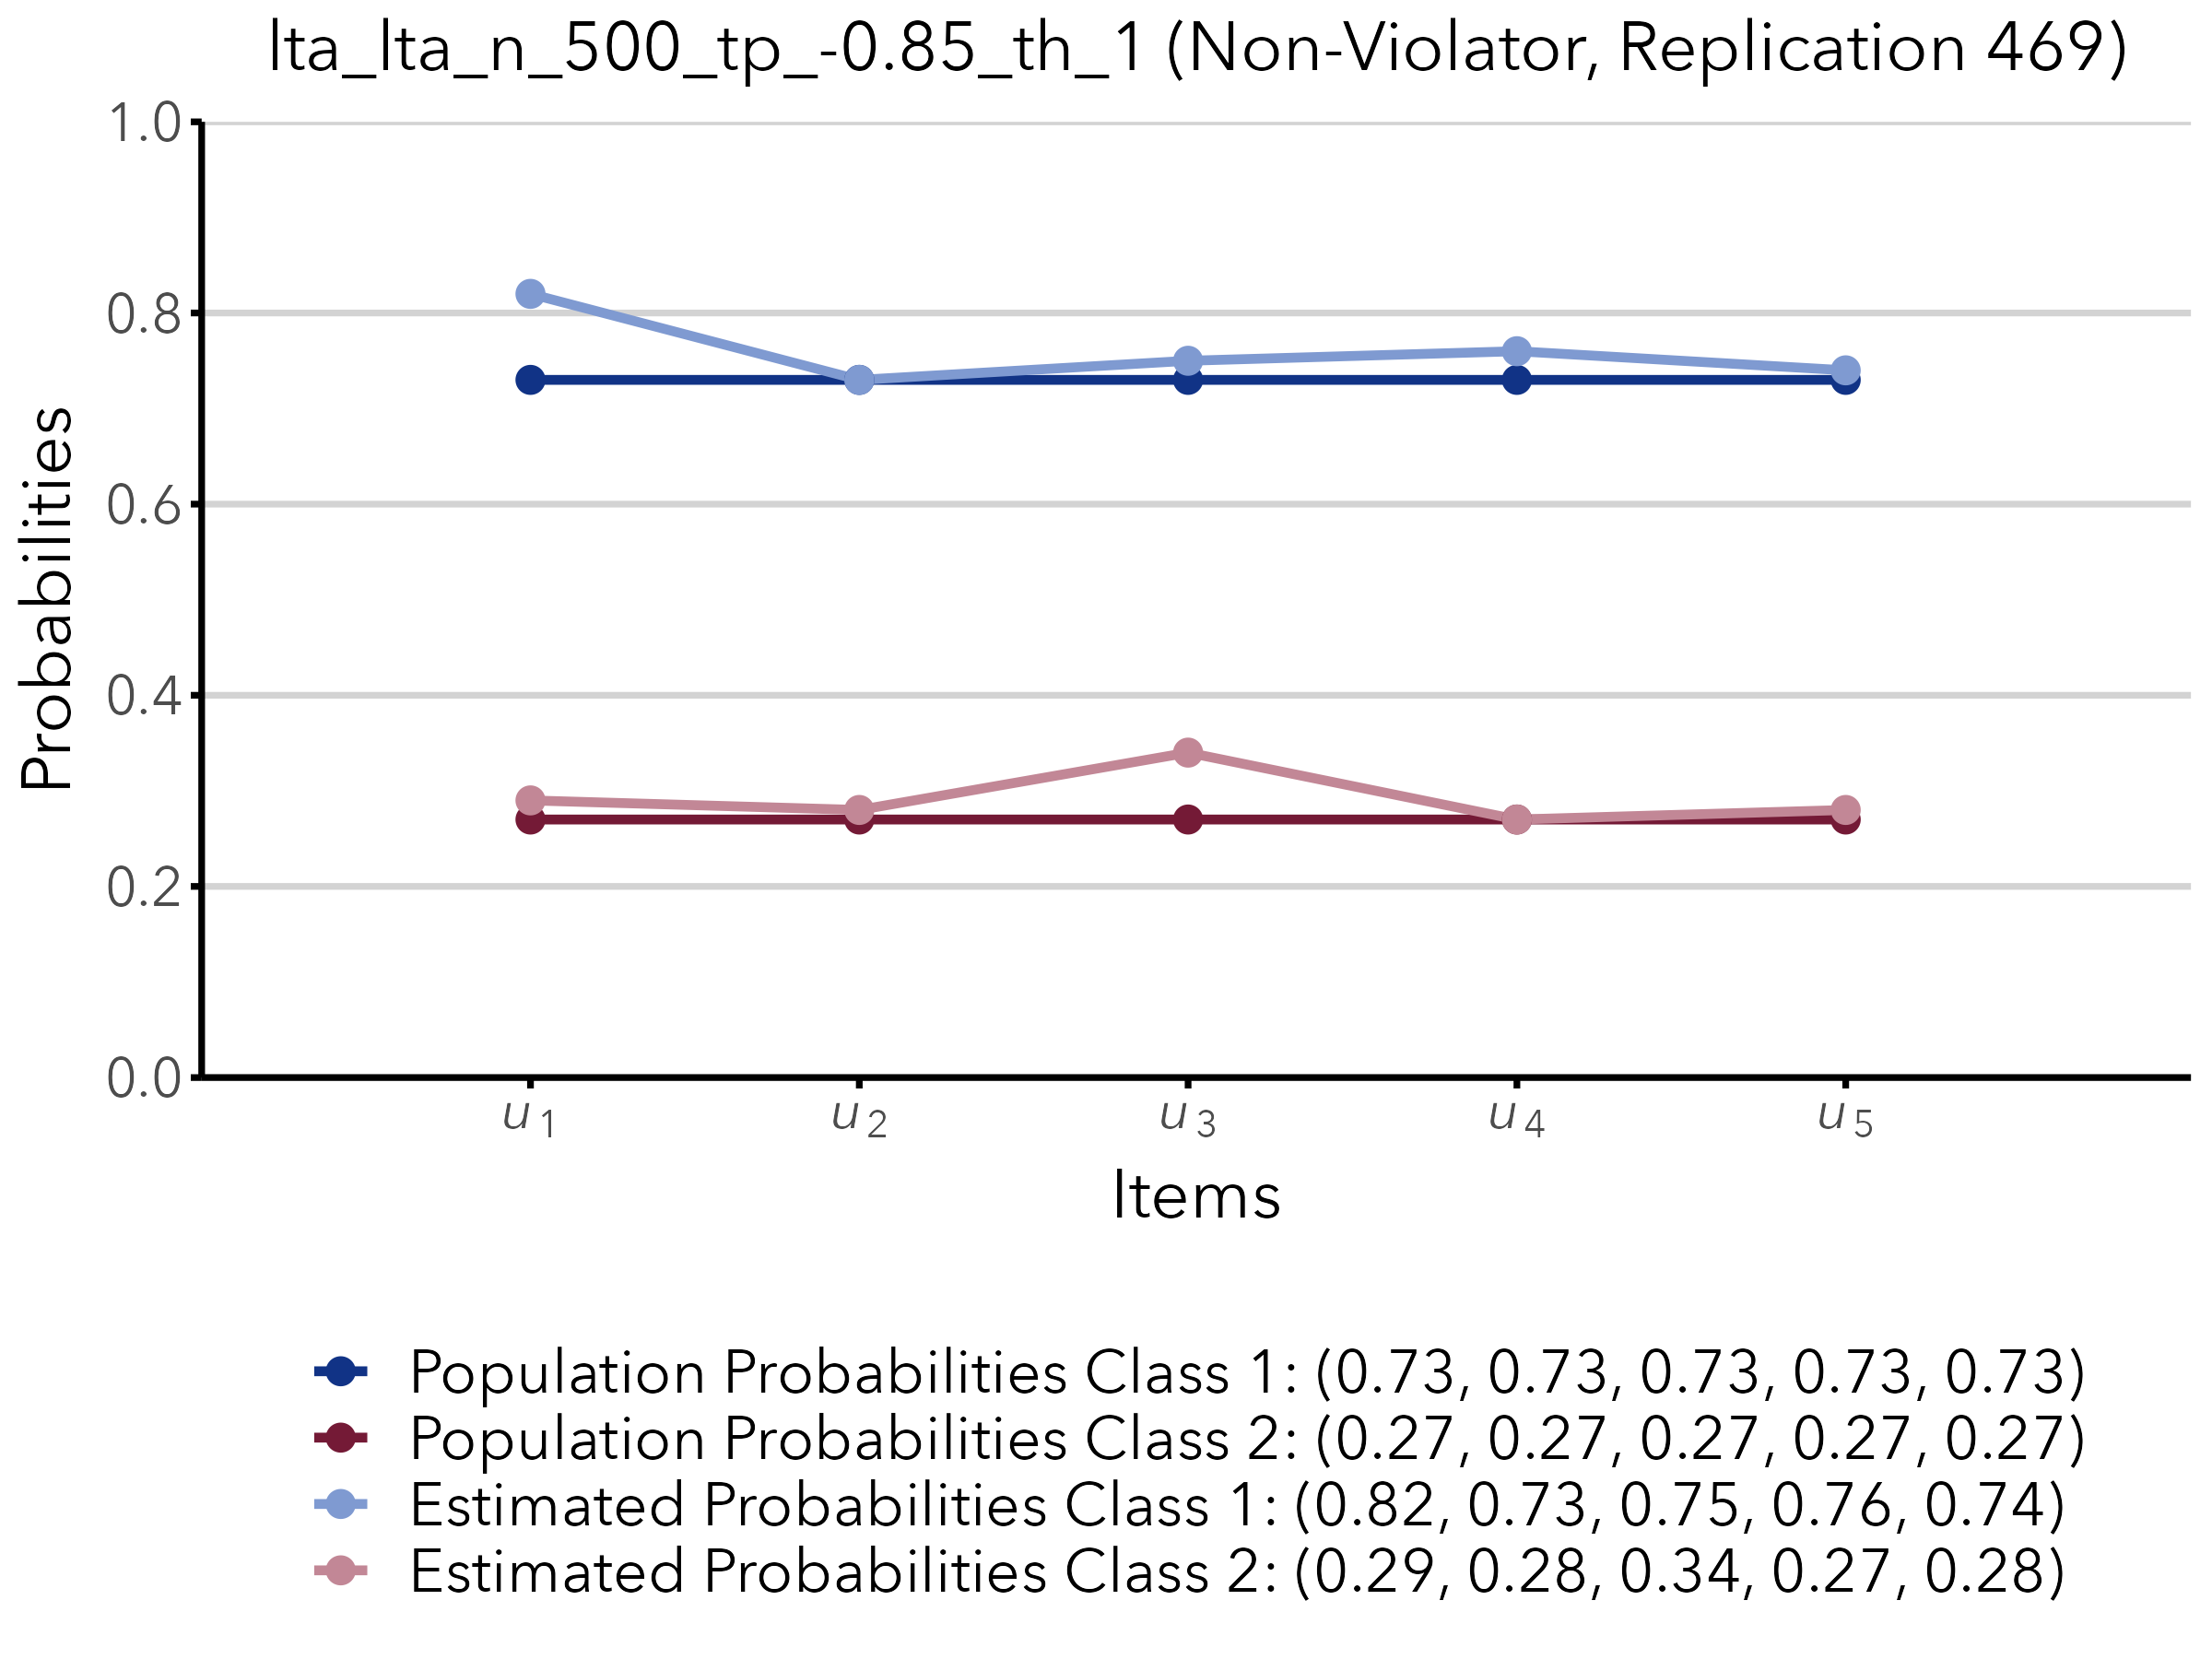 lta_lta_n_500_tp_-0.85_th_1 (Non-Violator, Replication 469)
1.0
0.8
0.6
0.4
0.2
0.0
Probabilities
u1 u2 u3 u4 u5
Items
Population Probabilities Class 1: (0.73, 0.73, 0.73, 0.73, 0.73)
Population Probabilities Class 2: (0.27, 0.27, 0.27, 0.27, 0.27)
Estimated Probabilities Class 1: (0.82, 0.73, 0.75, 0.76, 0.74)
Estimated Probabilities Class 2: (0.29, 0.28, 0.34, 0.27, 0.28)